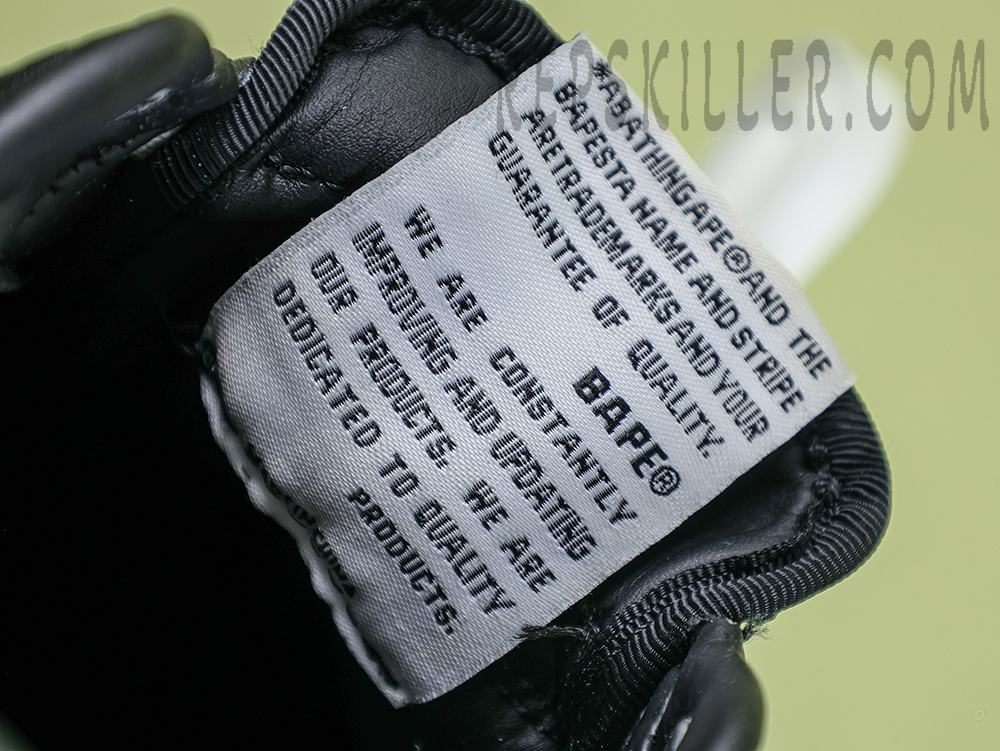 REPSKILLER.COM
#ABATHINGAPE®AND THE
BAPESTA NAME AND STRIPE
ARETRADEMARKS AND YOUR
GUARANTEE OF QUALITY.
BAPE®
WE ARE CONSTANTLY
IMPROVING AND UPDATING
OUR PRODUCTS. WE ARE
DEDICATED TO QUALITY
PRODUCTS.